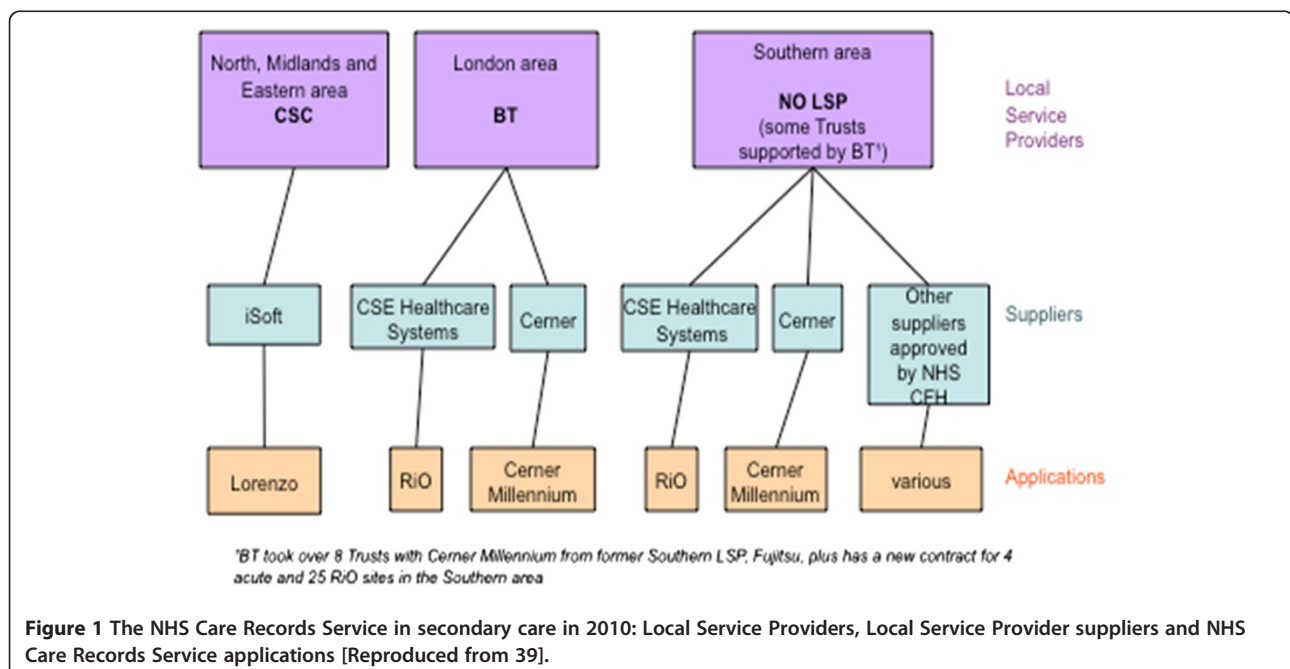 North, Midlands and
Eastern area
CSC
London area
BT
Southern area
NO LSP
(some Trusts
supported by BT¹)
Local
Service
Providers
iSoft
CSE Healthcare
Systems
Cerner
CSE Healthcare
Systems
Cerner
Other
suppliers
approved
by NHS
CFH
Suppliers
Lorenzo
RiO
Cerner
Millennium
RiO
Cerner
Millennium
various
Applications
¹BT took over 8 Trusts with Cerner Millennium from former Southern LSP, Fujitsu, plus has a new contract for 4
acute and 25 RiO sites in the Southern area
Figure 1 The NHS Care Records Service in secondary care in 2010: Local Service Providers, Local Service Provider suppliers and NHS
Care Records Service applications [Reproduced from 39].